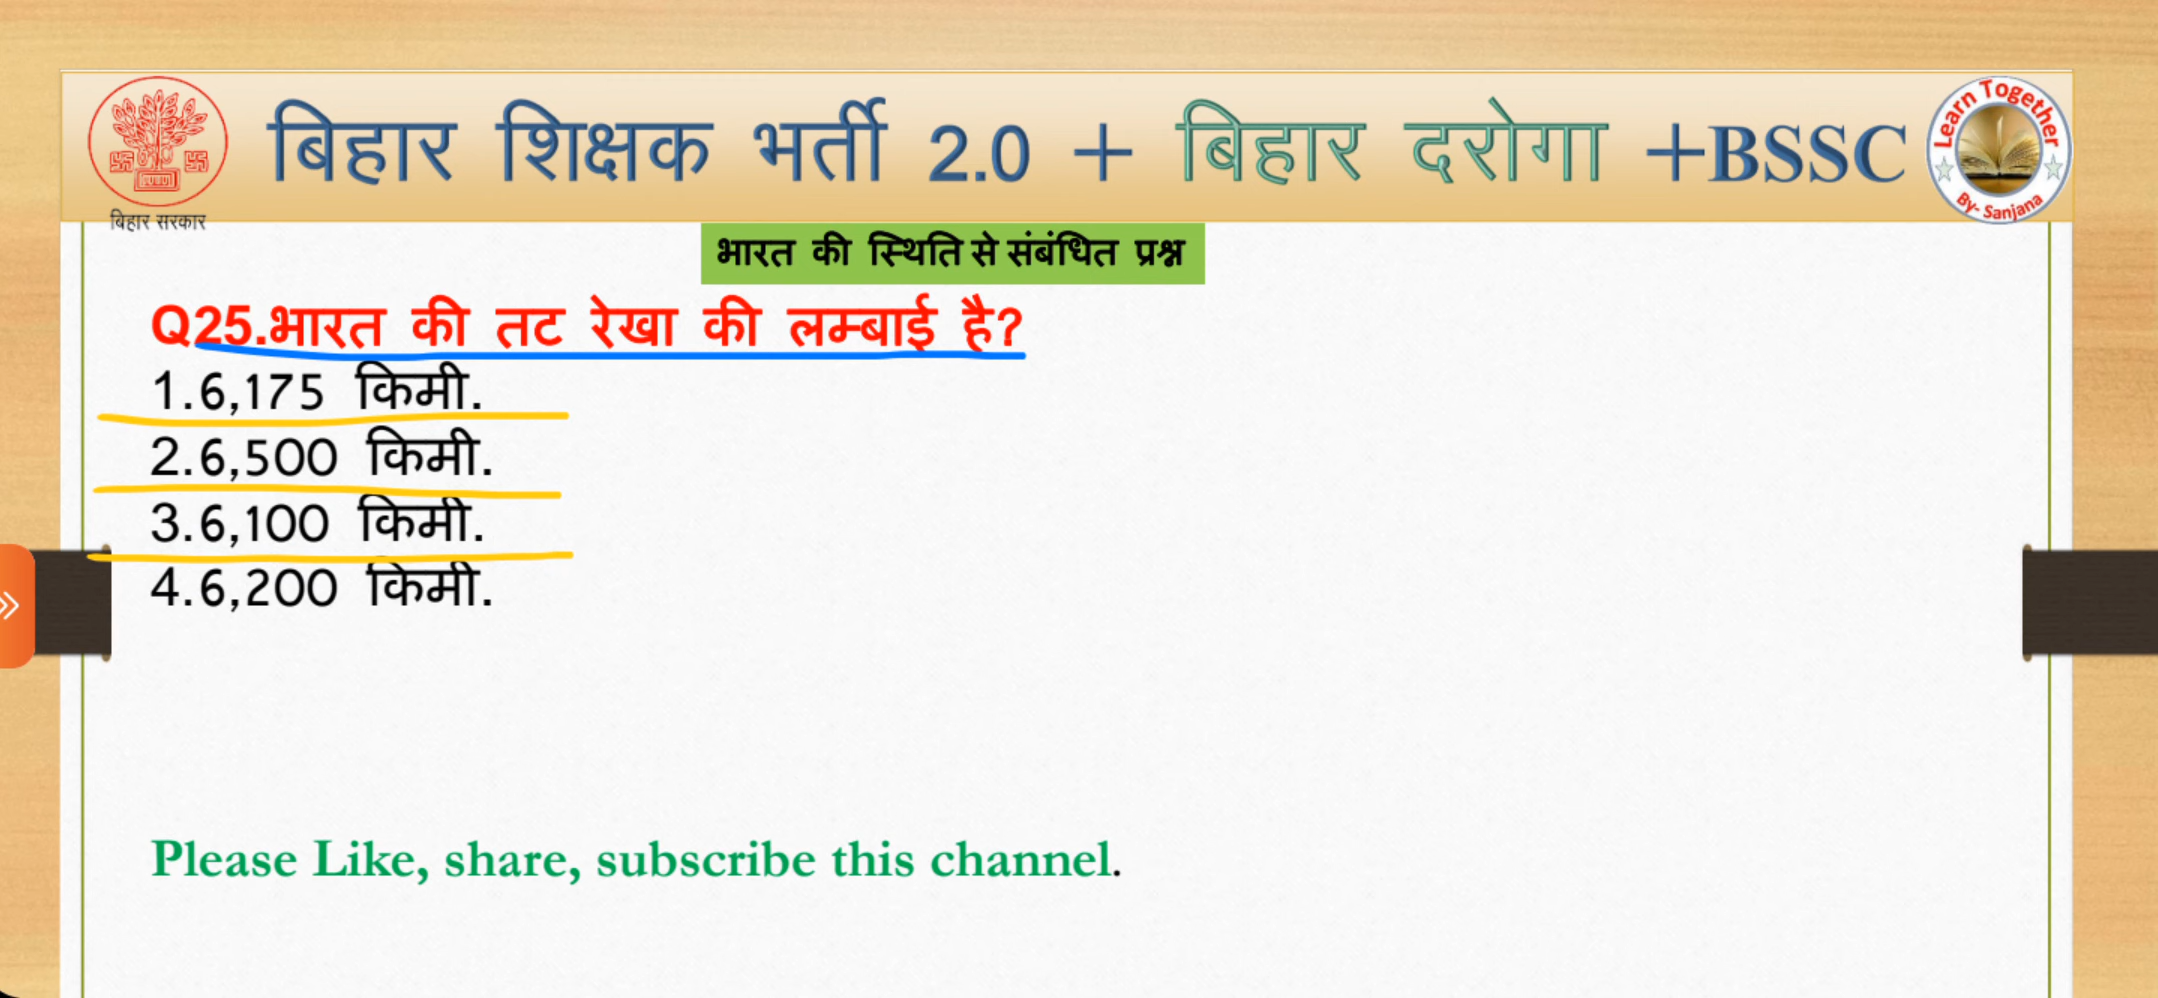 बिहार शिक्षक भर्ती 2.0 + बिहार दरोगा +BSSC
Learn Together
By- Sanjana
बिहार सरकार
भारत की स्थिति से संबंधित प्रश्न
Q25.भारत की तट रेखा की लम्बाई है?
1.6,175 किमी.
2.6,500 किमी.
3.6,100 किमी.
4.6,200 किमी.
Please Like, share, subscribe this channel.